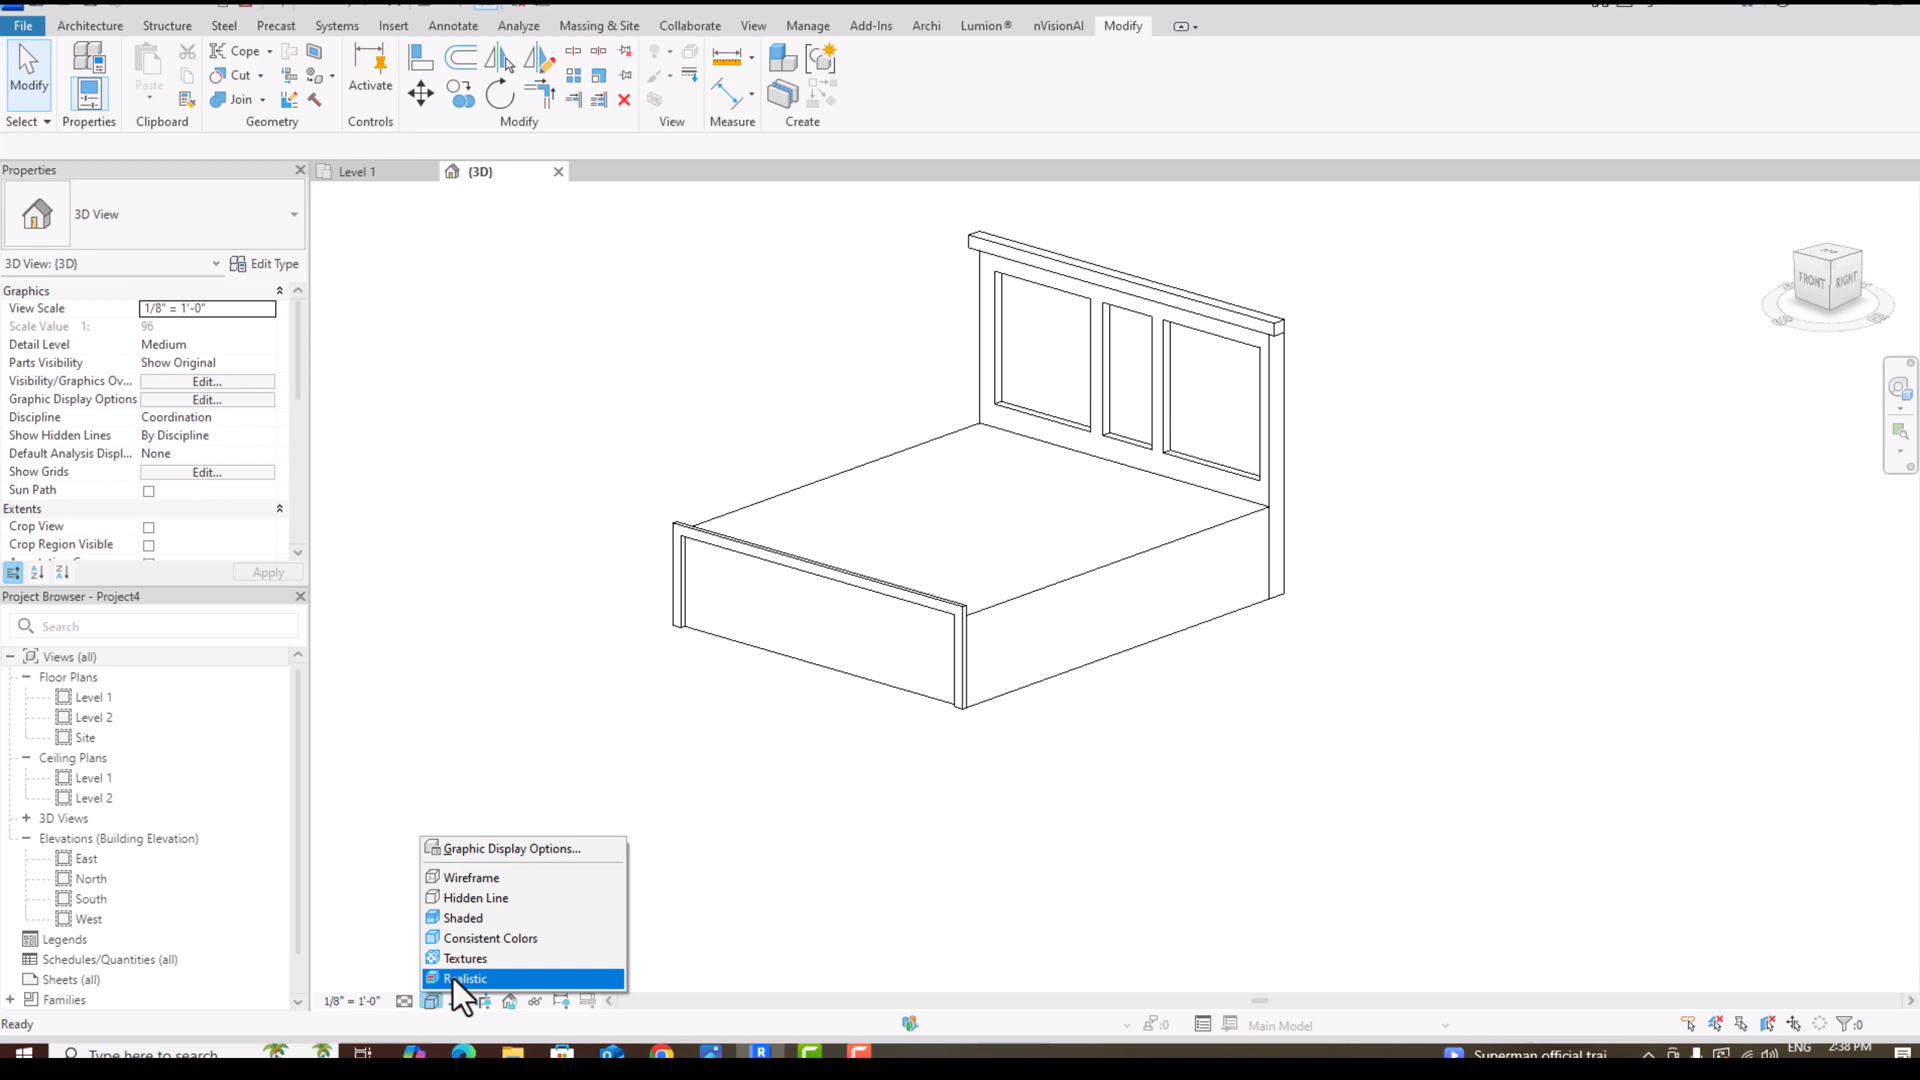 File Architecture Structure Steel Precast Systems Insert Annotate Analyze Massing & Site Collaborate View Manage Add-Ins Archi Lumion® nVisionAI Modify
Modify Paste Cope Cut Join Activate
Select Properties Clipboard Geometry Controls Modify View Measure Create
Properties
Level 1 {3D}
3D View
3D View: {3D} Edit Type
Graphics
View Scale 1/8" = 1'-0"
Scale Value 1: 96
Detail Level Medium
Parts Visibility Show Original
Visibility/Graphics Ov... Edit...
Graphic Display Options Edit...
Discipline Coordination
Show Hidden Lines By Discipline
Default Analysis Displ... None
Show Grids Edit...
Sun Path
Extents
Crop View
Crop Region Visible
Apply
Project Browser - Project4
Search
Views (all)
Floor Plans
Level 1
Level 2
Site
Ceiling Plans
Level 1
Level 2
3D Views
Elevations (Building Elevation)
East
North
South
West
Legends
Schedules/Quantities (all)
Sheets (all)
Families
FRONT RIGHT
Graphic Display Options...
Wireframe
Hidden Line
Shaded
Consistent Colors
Textures
Realistic
1/8" = 1'-0"
Ready :0 Main Model :0
Type here to search Superman official trai ENG 2:38 PM